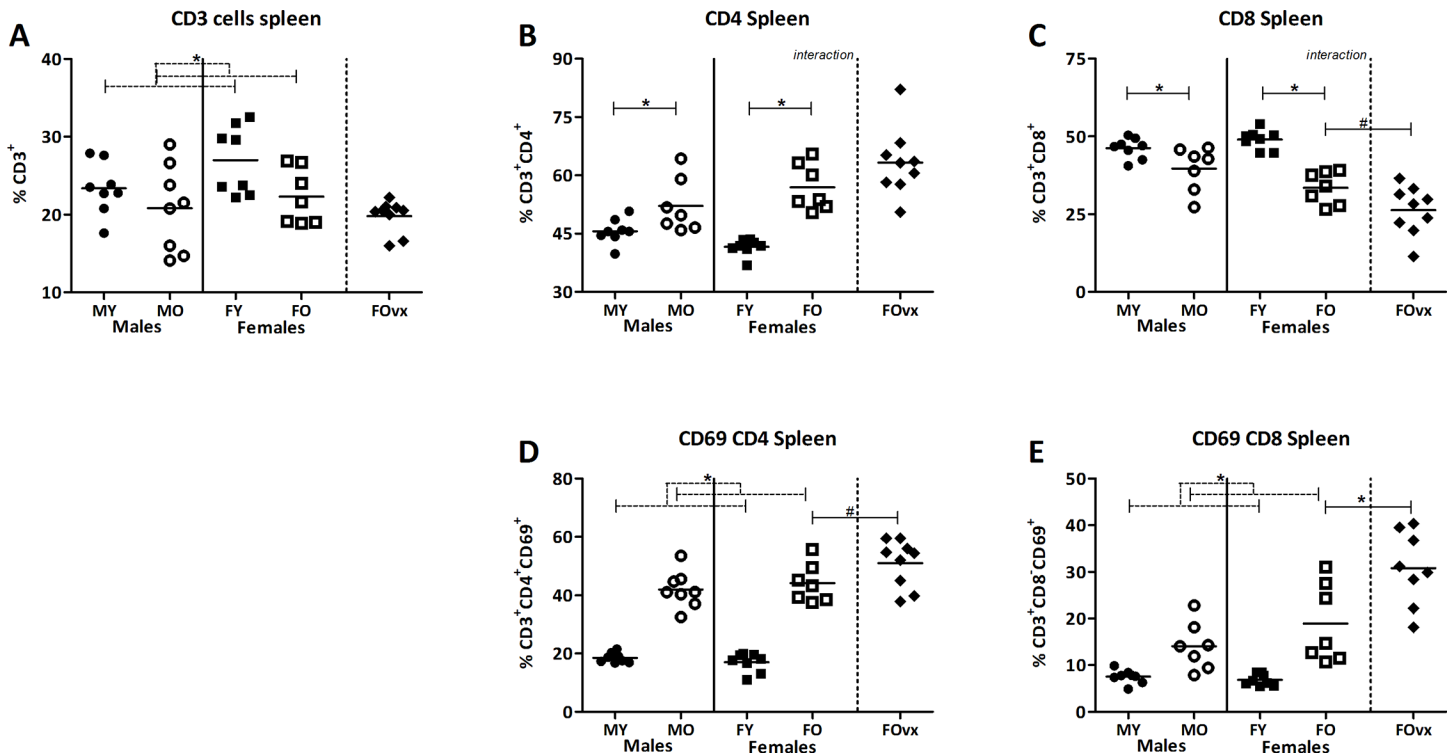 CD3 cells spleen
A
40
30
20
10
% CD3+
*
MY MO FY FO FOvx
Males Females
CD4 Spleen
B
90
75
60
45
30
% CD3+CD4+
interaction
* *
MY MO FY FO FOvx
Males Females
CD8 Spleen
C
75
50
25
0
% CD3+CD8+
interaction
* * #
MY MO FY FO FOvx
Males Females
CD69 CD4 Spleen
D
80
60
40
20
0
% CD3+CD4+CD69+
* #
MY MO FY FO FOvx
Males Females
CD69 CD8 Spleen
E
50
40
30
20
10
0
% CD3+CD8-CD69+
* *
MY MO FY FO FOvx
Males Females